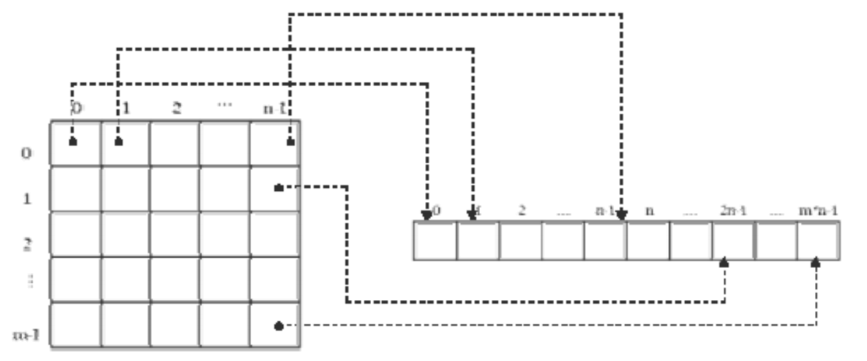 0 1 2 ... n-1
0
1
2
...
m-1
0 1 2 .... n-1 n .... 2n-1 .... m*n-1